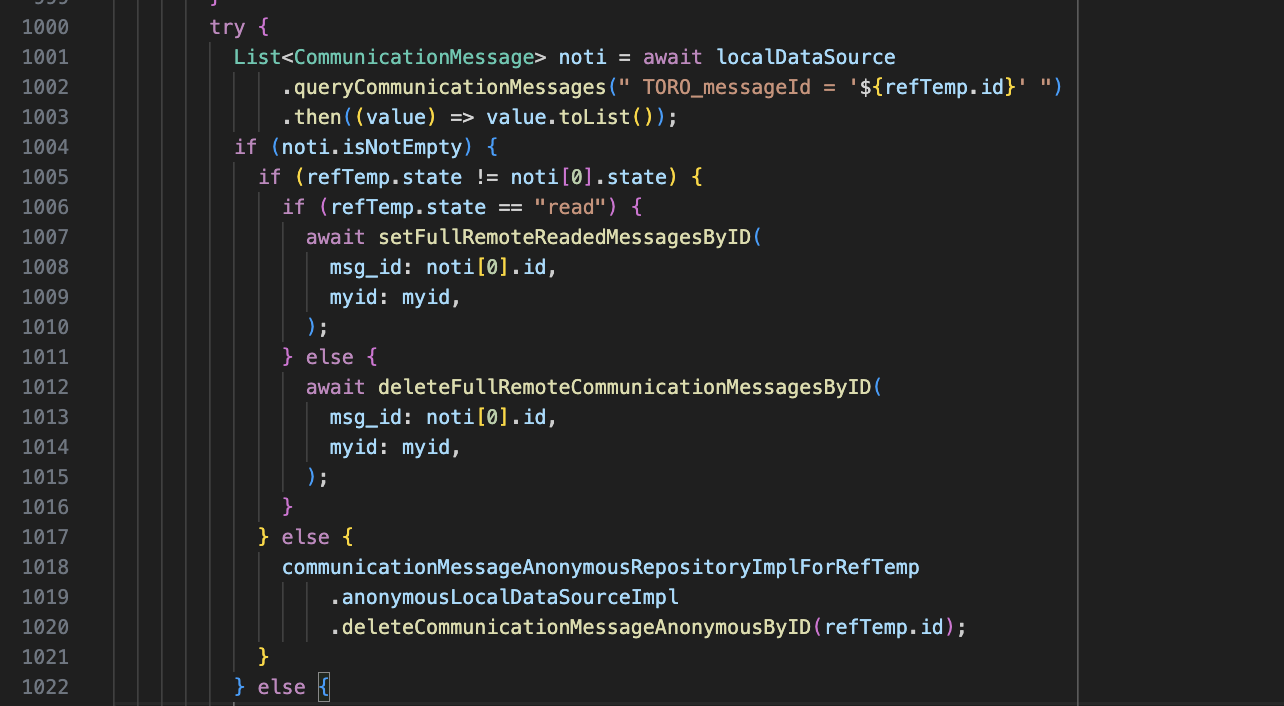 999 }
1000 try {
1001 List<CommunicationMessage> noti = await localDataSource
1002 .queryCommunicationMessages(" TORO_messageId = '${refTemp.id}' ")
1003 .then((value) => value.toList());
1004 if (noti.isNotEmpty) {
1005 if (refTemp.state != noti[0].state) {
1006 if (refTemp.state == "read") {
1007 await setFullRemoteReadedMessagesByID(
1008 msg_id: noti[0].id,
1009 myid: myid,
1010 );
1011 } else {
1012 await deleteFullRemoteCommunicationMessagesByID(
1013 msg_id: noti[0].id,
1014 myid: myid,
1015 );
1016 }
1017 } else {
1018 communicationMessageAnonymousRepositoryImplForRefTemp
1019 .anonymousLocalDataSourceImpl
1020 .deleteCommunicationMessageAnonymousByID(refTemp.id);
1021 }
1022 } else {